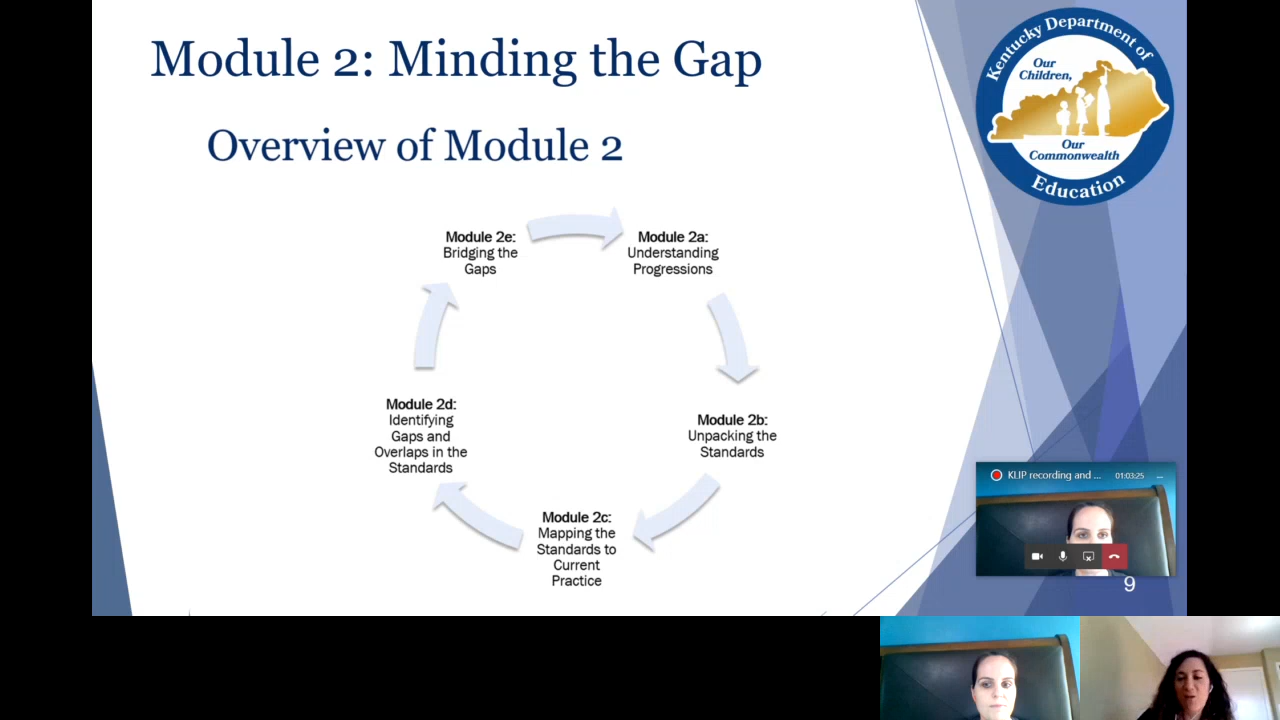 Module 2: Minding the Gap
Overview of Module 2
Kentucky Department of
Education
Our
Children,
Our
Commonwealth
Module 2e:
Bridging the
Gaps
Module 2a:
Understanding
Progressions
Module 2b:
Unpacking the
Standards
Module 2c:
Mapping the
Standards to
Current
Practice
Module 2d:
Identifying
Gaps and
Overlaps in the
Standards
KLIP recording and ... 01:03:25 ...
9